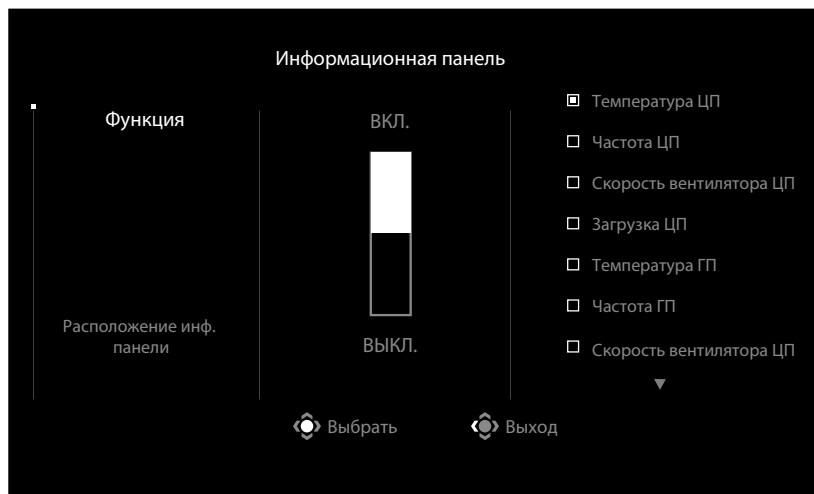 Информационная панель
Функция
Расположение инф.
панели
ВКЛ.
ВЫКЛ.
Температура ЦП
Частота ЦП
Скорость вентилятора ЦП
Загрузка ЦП
Температура ГП
Частота ГП
Скорость вентилятора ЦП
Выбрать
Выход